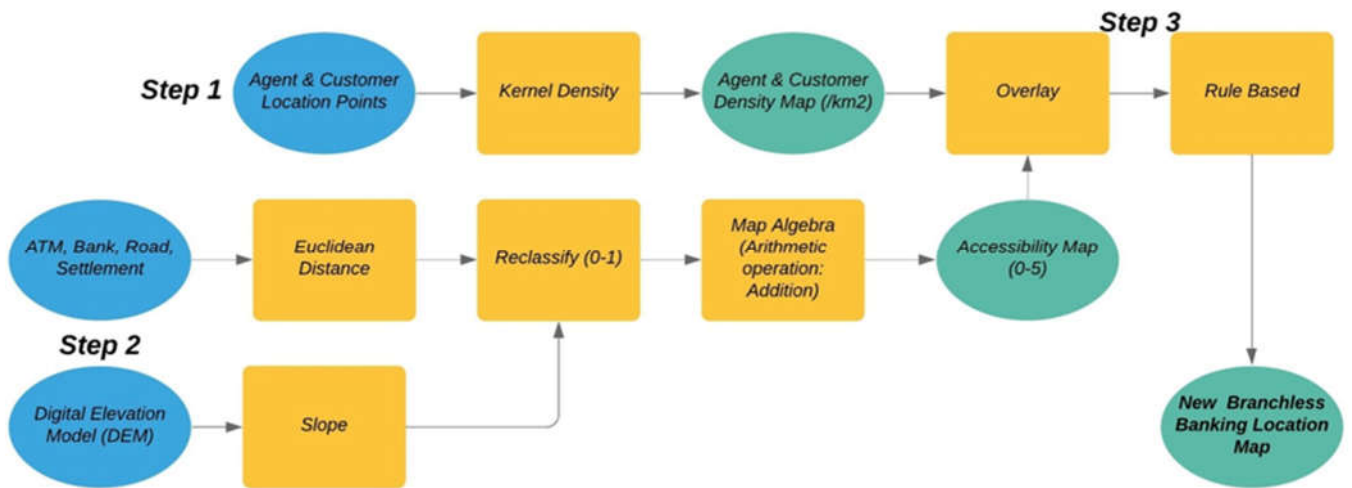 Step 3
Step 1
Agent & Customer
Location Points
Kernel Density
Agent & Customer
Density Map (/km2)
Overlay
Rule Based
ATM, Bank, Road,
Settlement
Euclidean
Distance
Reclassify (0-1)
Map Algebra
(Arithmetic
operation:
Addition)
Accessibility Map
(0-5)
Step 2
Digital Elevation
Model (DEM)
Slope
New Branchless
Banking Location
Map